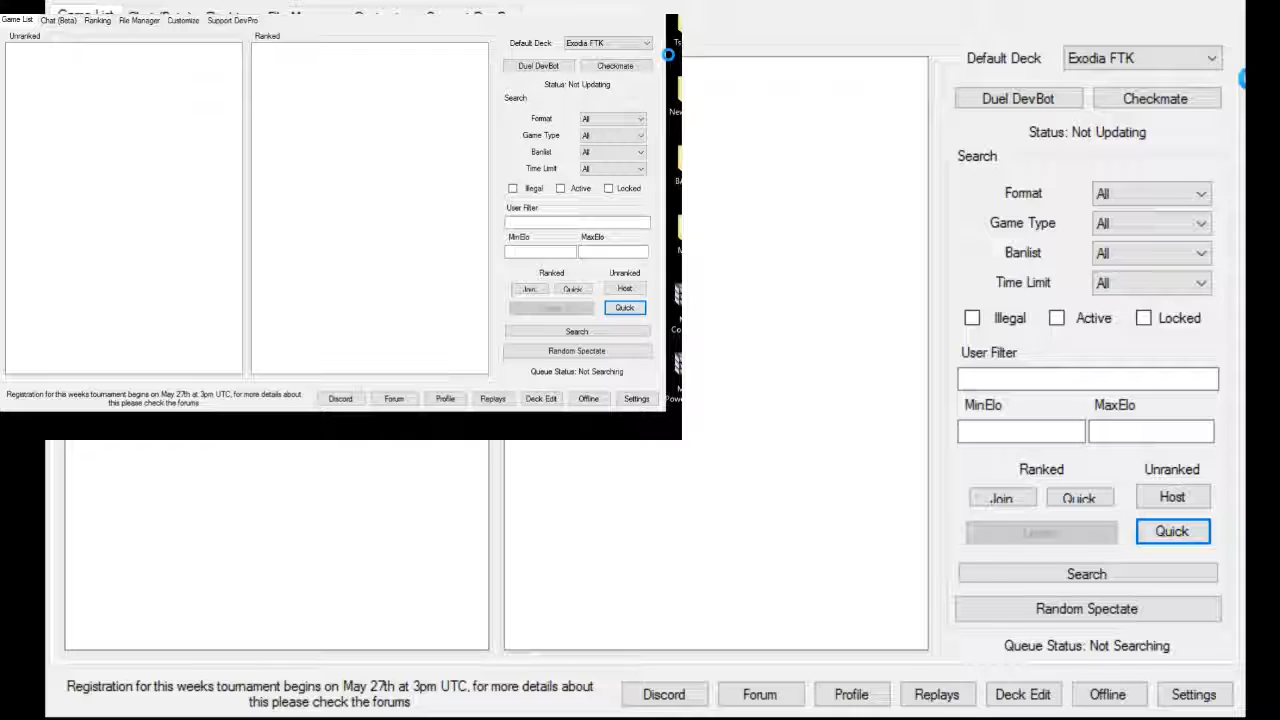 Game List Chat (Beta) Ranking File Manager Customize Support DevPro
Unranked Ranked
Default Deck Exodia FTK
Duel DevBot Checkmate
Status: Not Updating
Search
Format All
Game Type All
Banlist All
Time Limit All
Illegal Active Locked
User Filter
MinElo MaxElo
Ranked Unranked
Join Quick Host
Quick
Search
Random Spectate
Queue Status: Not Searching
Registration for this weeks tournament begins on May 27th at 3pm UTC, for more details about
this please check the forums
Discord Forum Profile Replays Deck Edit Offline Settings
Default Deck Exodia FTK
Duel DevBot Checkmate
Status: Not Updating
Search
Format All
Game Type All
Banlist All
Time Limit All
Illegal Active Locked
User Filter
MinElo MaxElo
Ranked Unranked
Join Quick Host
Quick
Search
Random Spectate
Queue Status: Not Searching
Registration for this weeks tournament begins on May 27th at 3pm UTC, for more details about
this please check the forums
Discord Forum Profile Replays Deck Edit Offline Settings